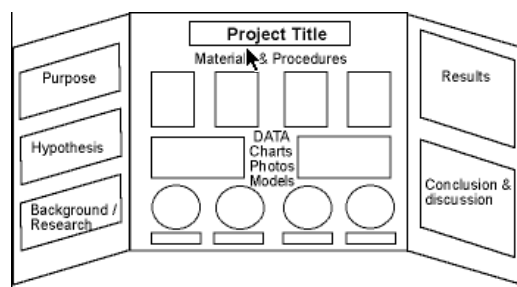 Project Title
Materials & Procedures
Purpose
Hypothesis
Background /
Research
DATA
Charts
Photos
Models
Results
Conclusion &
discussion